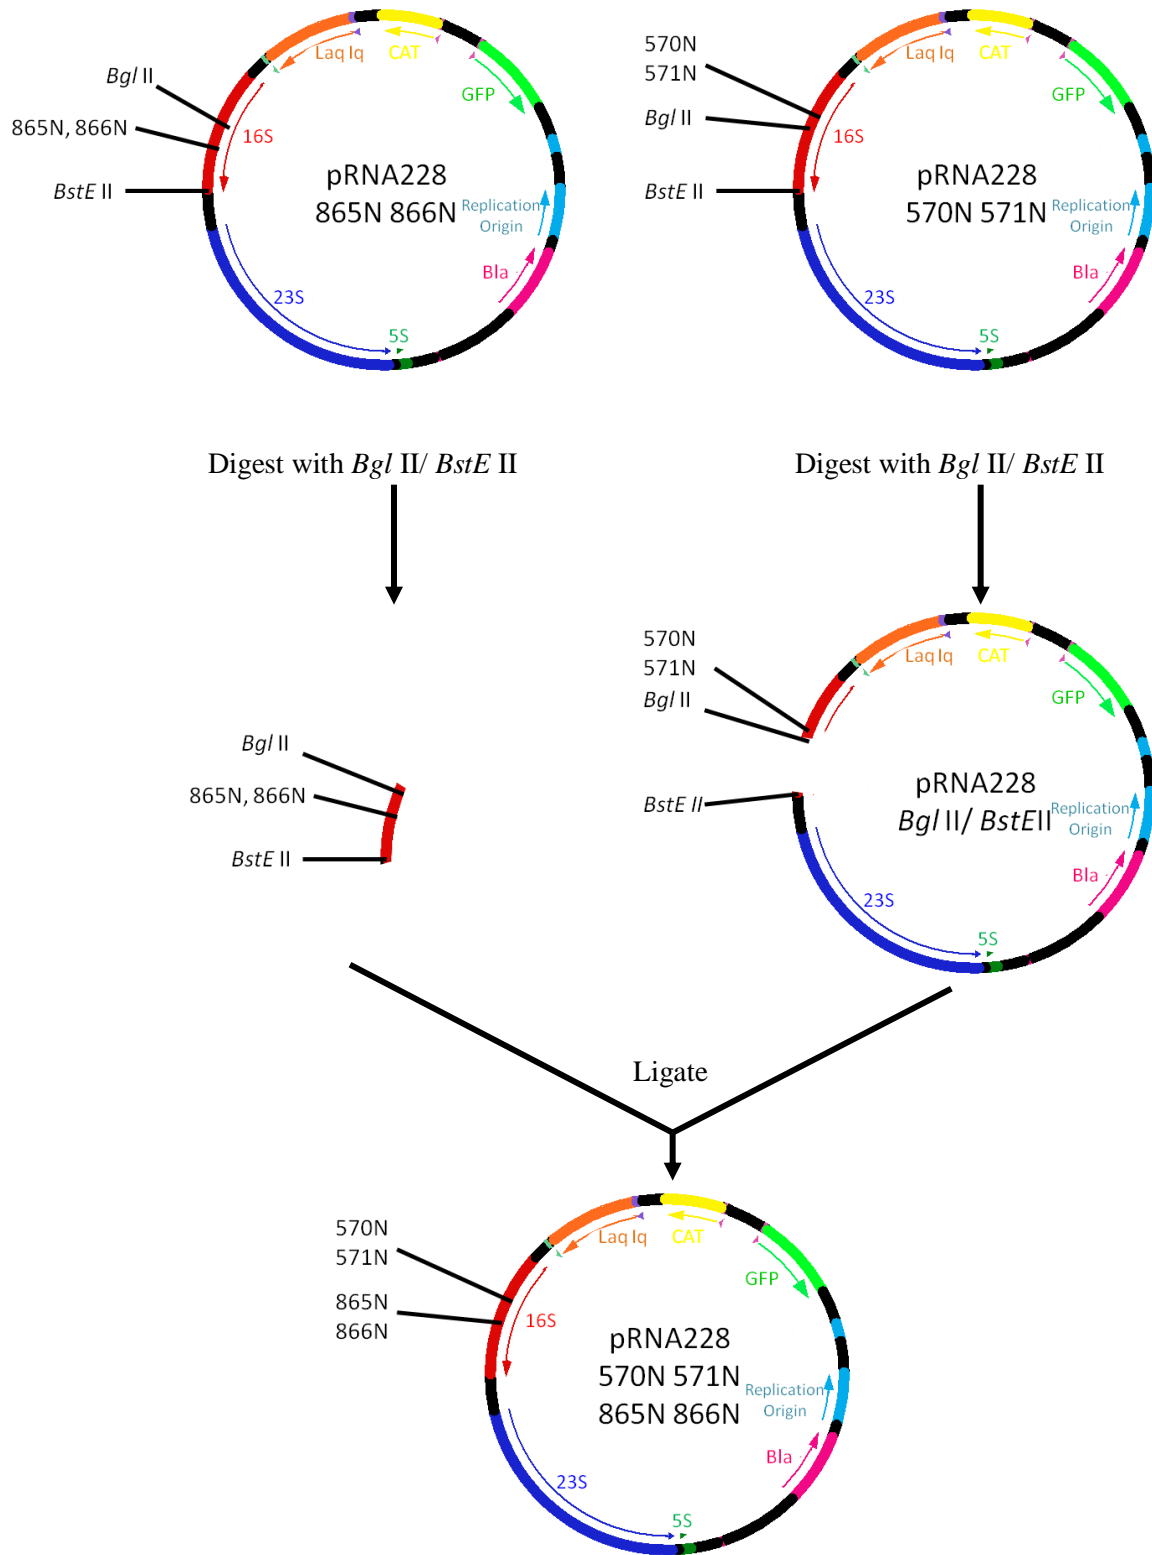 Laq Iq
CAT
GFP
Bgl II
865N, 866N
16S
BstE II
pRNA228
865N 866N
Replication
Origin
Bla
23S
5S
570N
571N
Laq Iq
CAT
GFP
Bgl II
16S
BstE II
pRNA228
570N 571N
Replication
Origin
Bla
23S
5S
Digest with Bgl II/ BstE II
Digest with Bgl II/ BstE II
Bgl II
865N, 866N
BstE II
570N
571N
Bgl II
Laq Iq
CAT
GFP
BstE II
pRNA228
Bgl II/ BstEII
Replication
Origin
Bla
23S
5S
Ligate
570N
571N
865N
866N
Laq Iq
CAT
GFP
16S
pRNA228
570N 571N
865N 866N
Replication
Origin
Bla
23S
5S